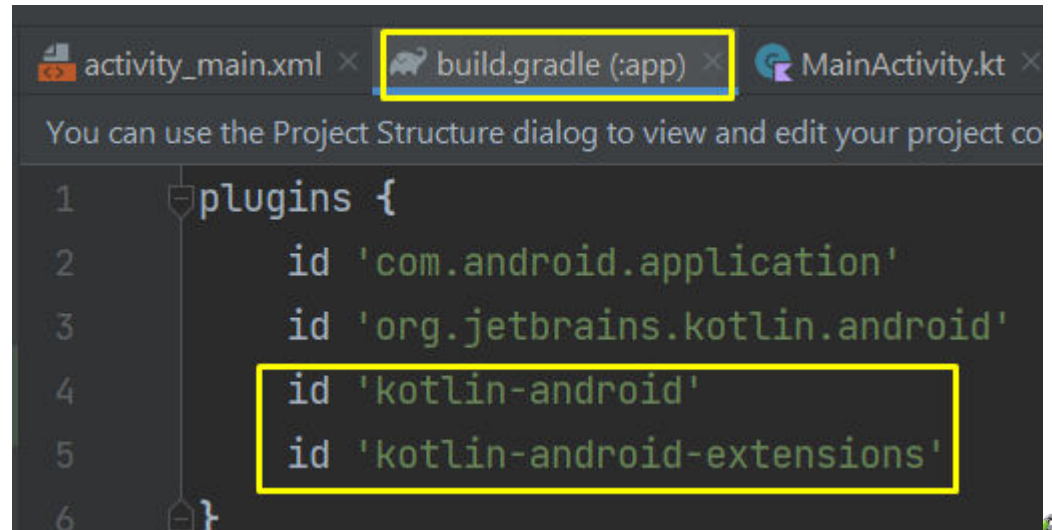 activity_main.xml × build.gradle (:app) × MainActivity.kt ×
You can use the Project Structure dialog to view and edit your project co
1 plugins {
2 id 'com.android.application'
3 id 'org.jetbrains.kotlin.android'
4 id 'kotlin-android'
5 id 'kotlin-android-extensions'
6 }